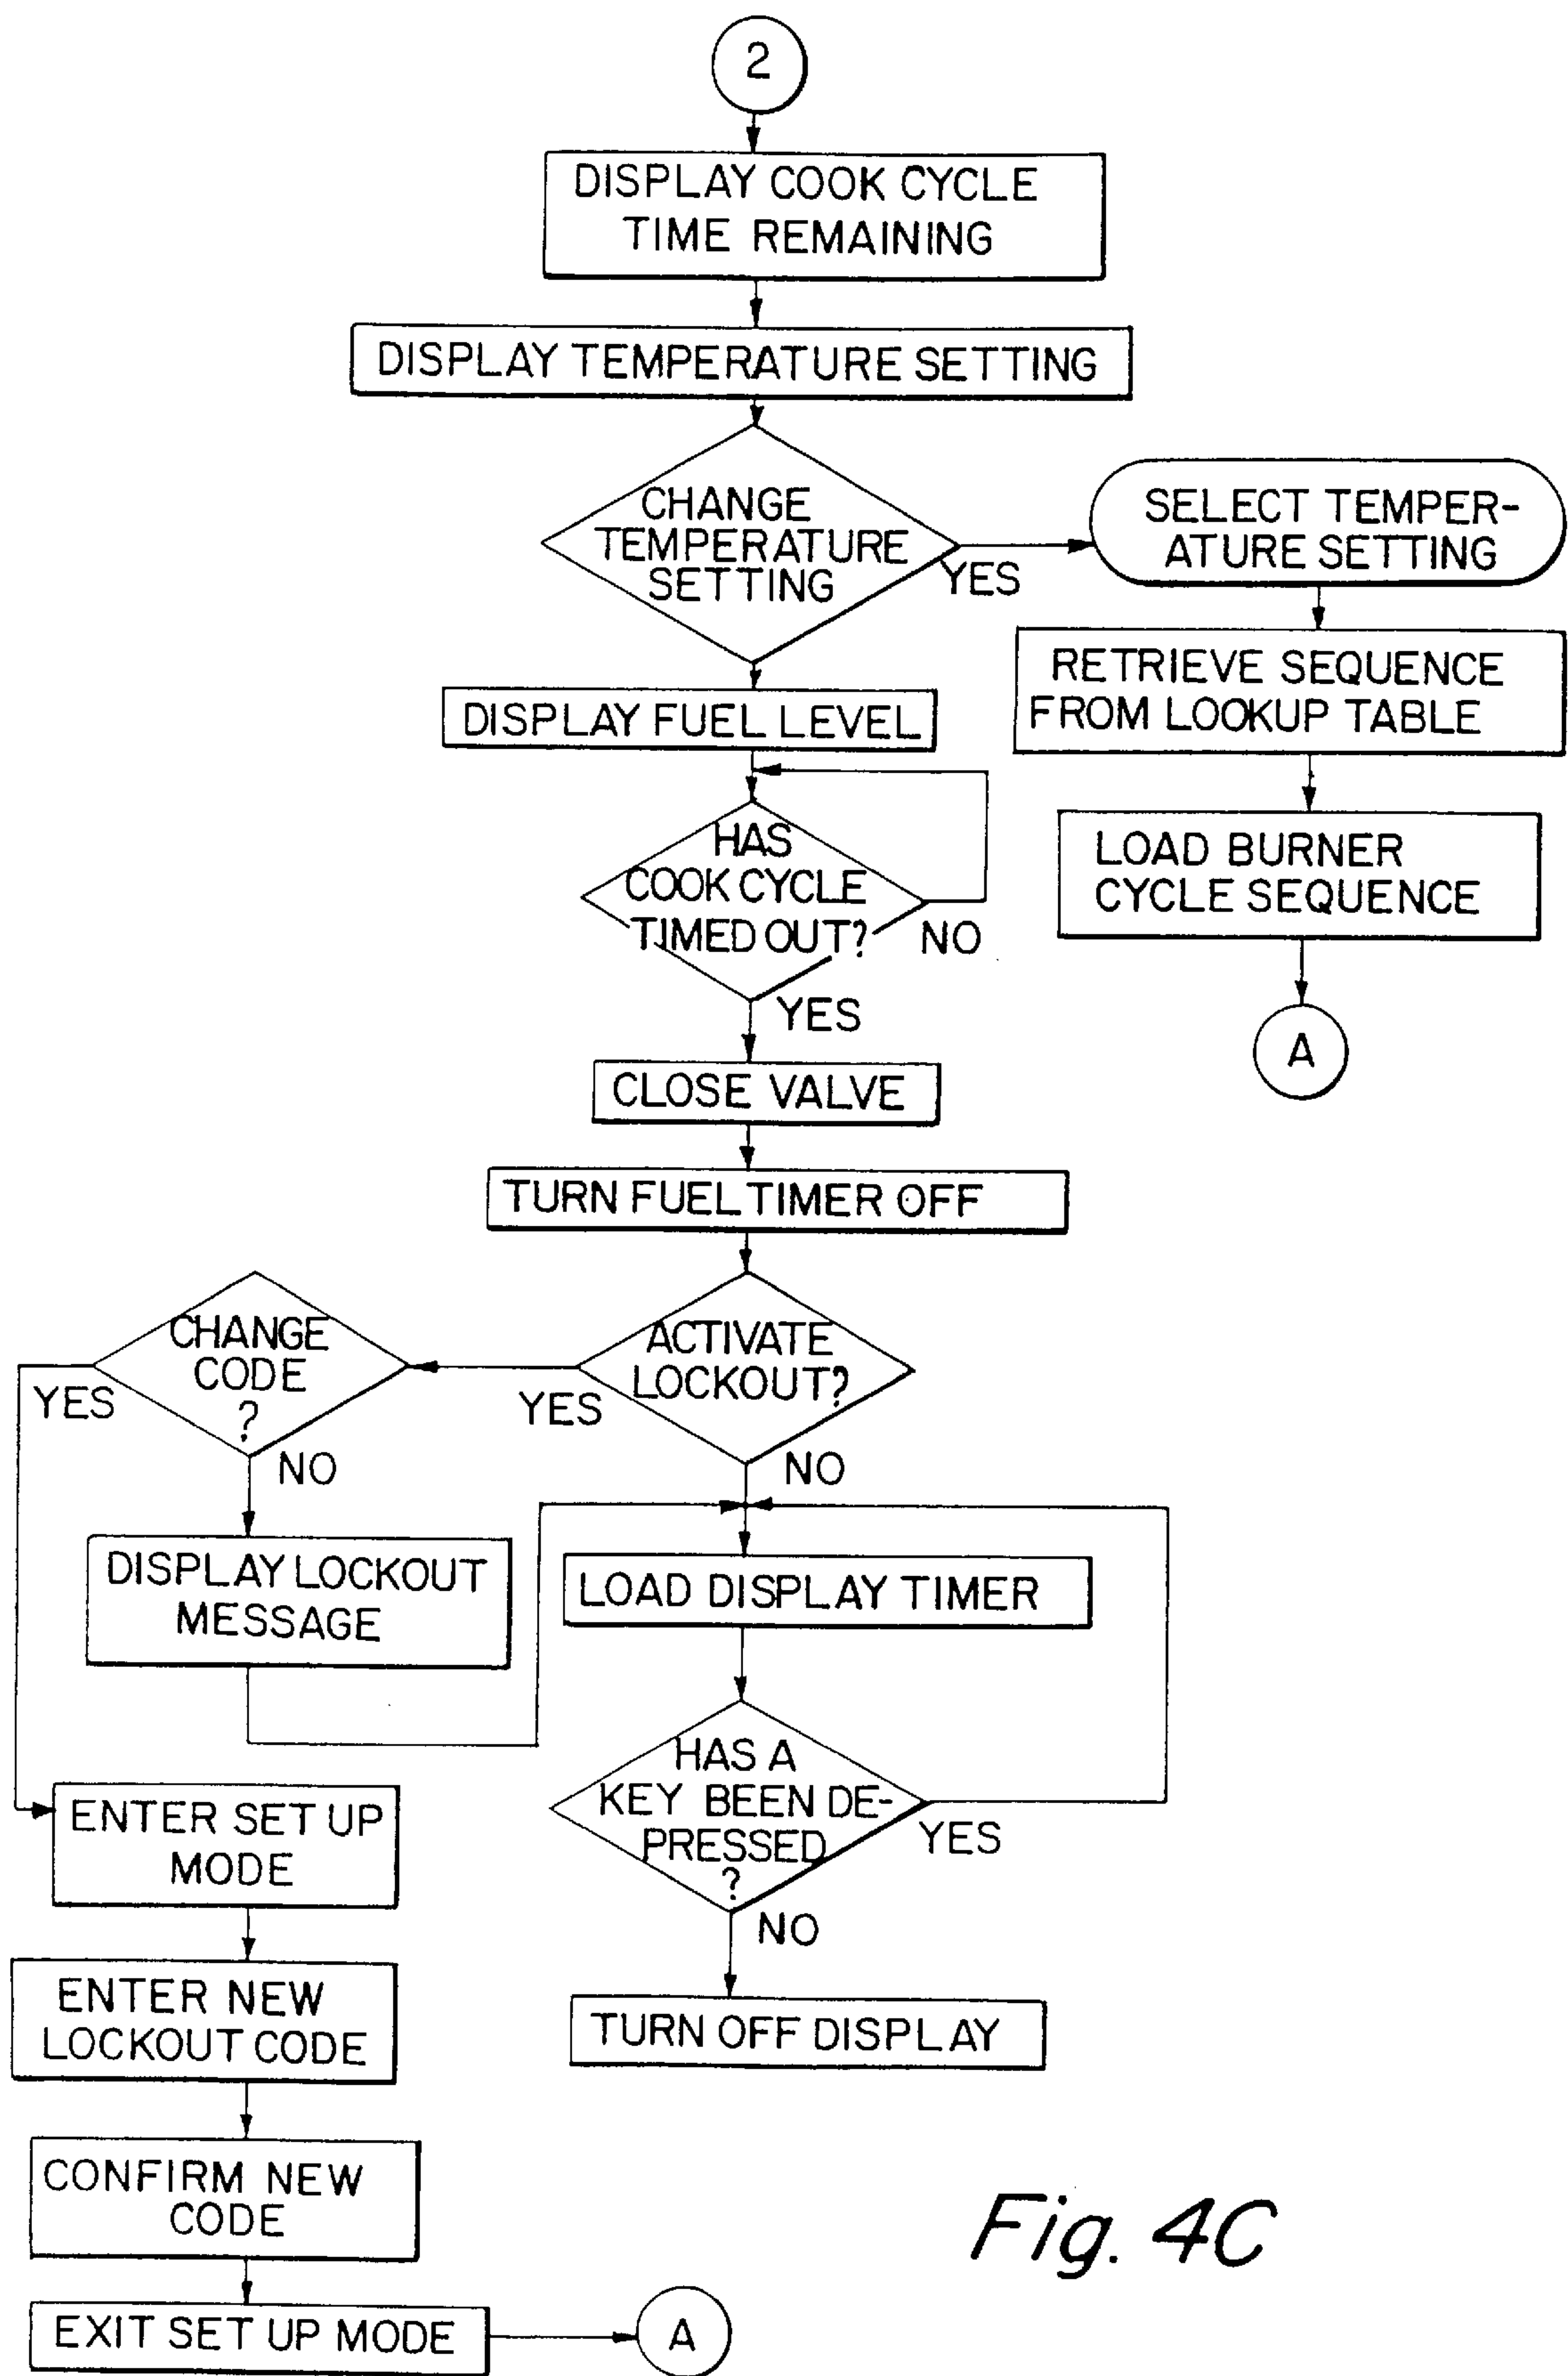 2
DISPLAY COOK CYCLE
TIME REMAINING
DISPLAY TEMPERATURE SETTING
CHANGE
TEMPERATURE
SETTING
YES
SELECT TEMPER-
ATURE SETTING
RETRIEVE SEQUENCE
FROM LOOKUP TABLE
LOAD BURNER
CYCLE SEQUENCE
A
DISPLAY FUEL LEVEL
HAS
COOK CYCLE
TIMED OUT?
NO
YES
CLOSE VALVE
TURN FUEL TIMER OFF
ACTIVATE
LOCKOUT?
YES
NO
CHANGE
CODE
?
YES
NO
DISPLAY LOCKOUT
MESSAGE
LOAD DISPLAY TIMER
HAS A
KEY BEEN DE-
PRESSED
?
YES
NO
TURN OFF DISPLAY
ENTER SET UP
MODE
ENTER NEW
LOCKOUT CODE
CONFIRM NEW
CODE
EXIT SET UP MODE
A
Fig. 4C